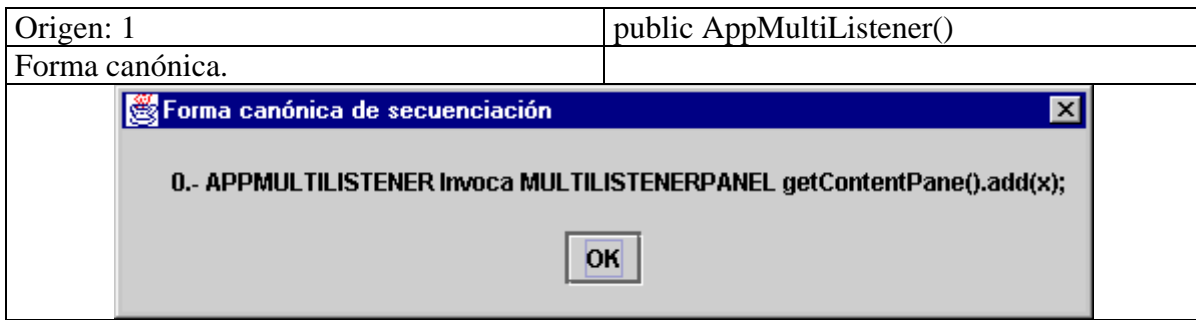 Origen: 1
public AppMultiListener()
Forma canónica.
Forma canónica de secuenciación
0.- APPMULTILISTENER Invoca MULTILISTENERPANEL getContentPane().add(x);
OK